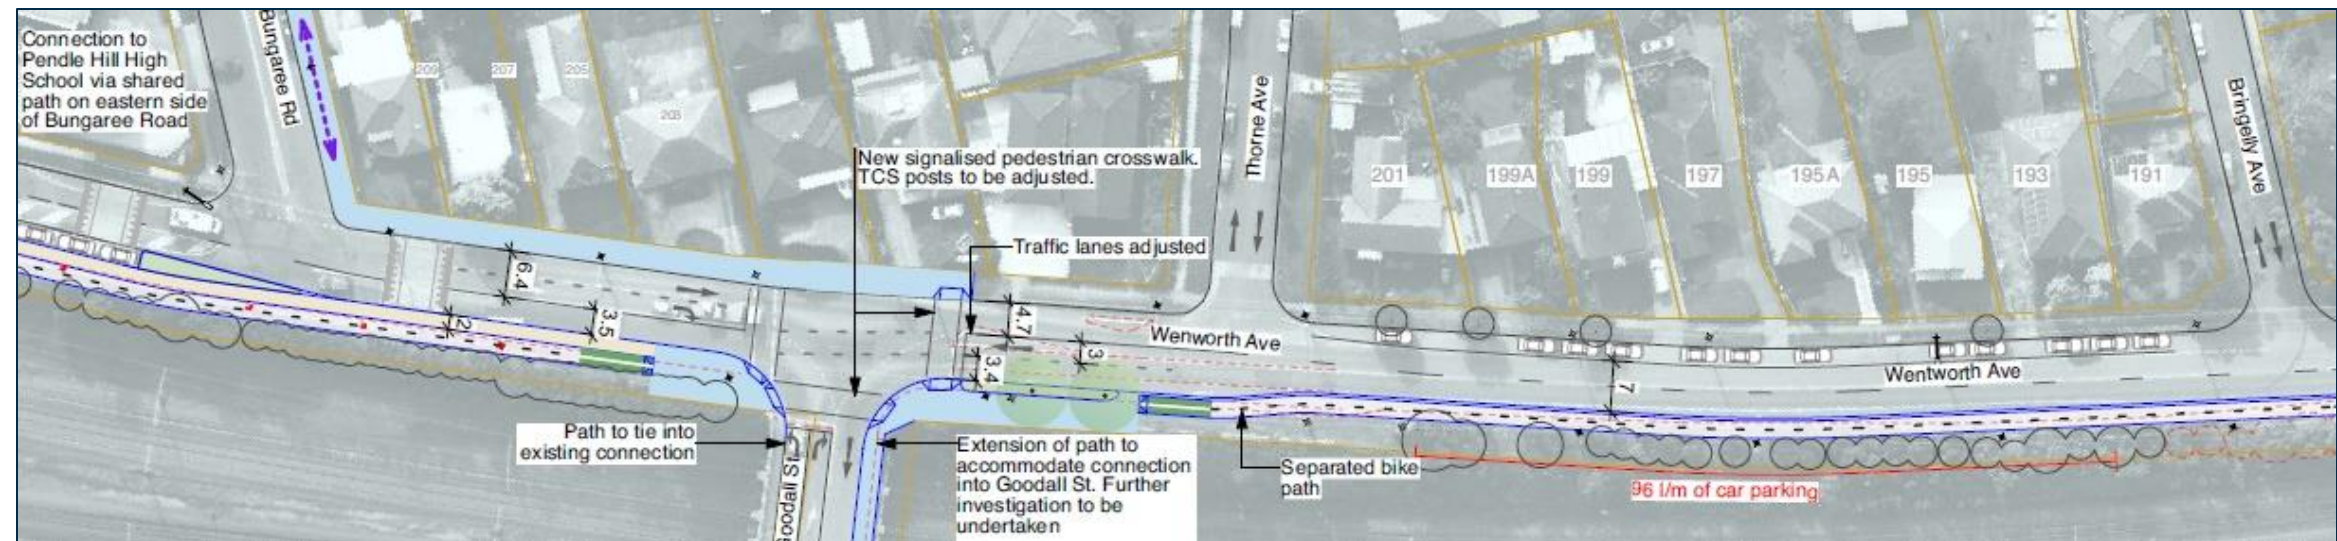 Connection to
Pendle Hill High
School via shared
path on eastern side
of Bungaree Road
Bungaree Rd
209
207
205
203
New signalised pedestrian crosswalk.
TCS posts to be adjusted.
Traffic lanes adjusted
Thorne Ave
201
199A
199
197
195A
195
193
191
Bringelly Ave
6.4
3.5
2
4.7
3
3.4
7
Wenworth Ave
Wentworth Ave
Path to tie into
existing connection
Goodall St
Extension of path to
accommodate connection
into Goodall St. Further
investigation to be
undertaken
Separated bike
path
96 l/m of car parking